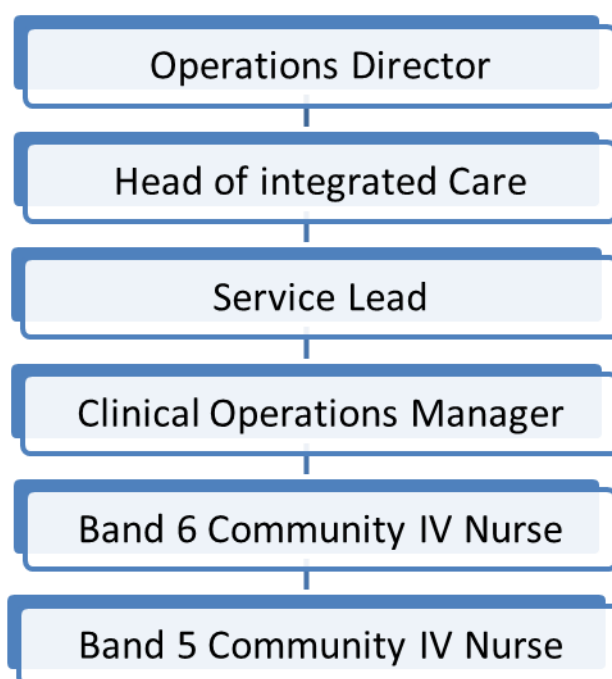 Operations Director
Head of integrated Care
Service Lead
Clinical Operations Manager
Band 6 Community IV Nurse
Band 5 Community IV Nurse